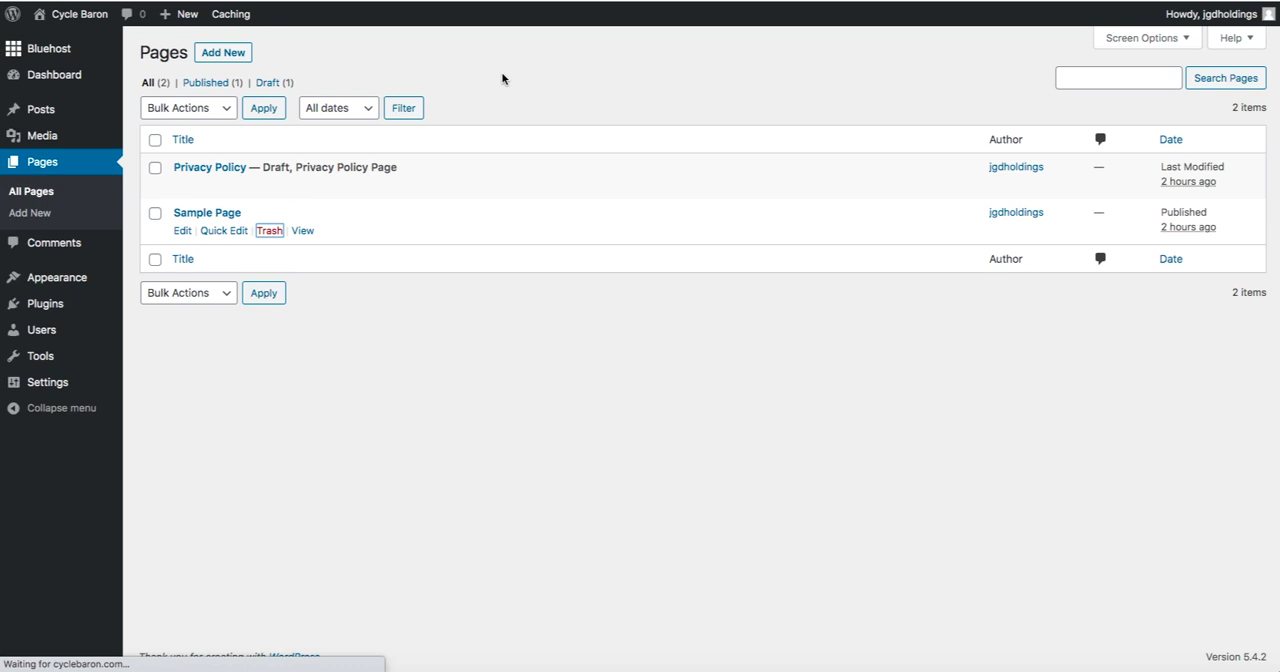 Cycle Baron 0 New Caching Howdy, jgdholdings
Screen Options Help
Bluehost
Dashboard
Posts
Media
Pages
All Pages
Add New
Comments
Appearance
Plugins
Users
Tools
Settings
Collapse menu
Pages Add New
All (2) | Published (1) | Draft (1)
Search Pages
Bulk Actions Apply All dates Filter 2 items
Title Author Date
Privacy Policy — Draft, Privacy Policy Page jgdholdings — Last Modified
2 hours ago
Sample Page jgdholdings — Published
Edit | Quick Edit | Trash | View 2 hours ago
Title Author Date
Bulk Actions Apply 2 items
Thank you for creating with WordPress Version 5.4.2
Waiting for cyclebaron.com...